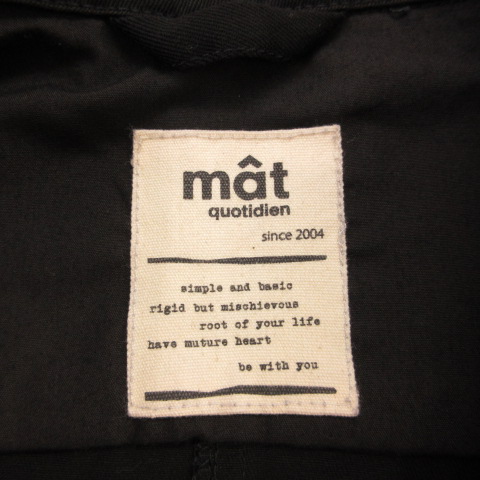 mât
quotidien
since 2004
simple and basic
rigid but mischievous
root of your life
have muture heart
be with you